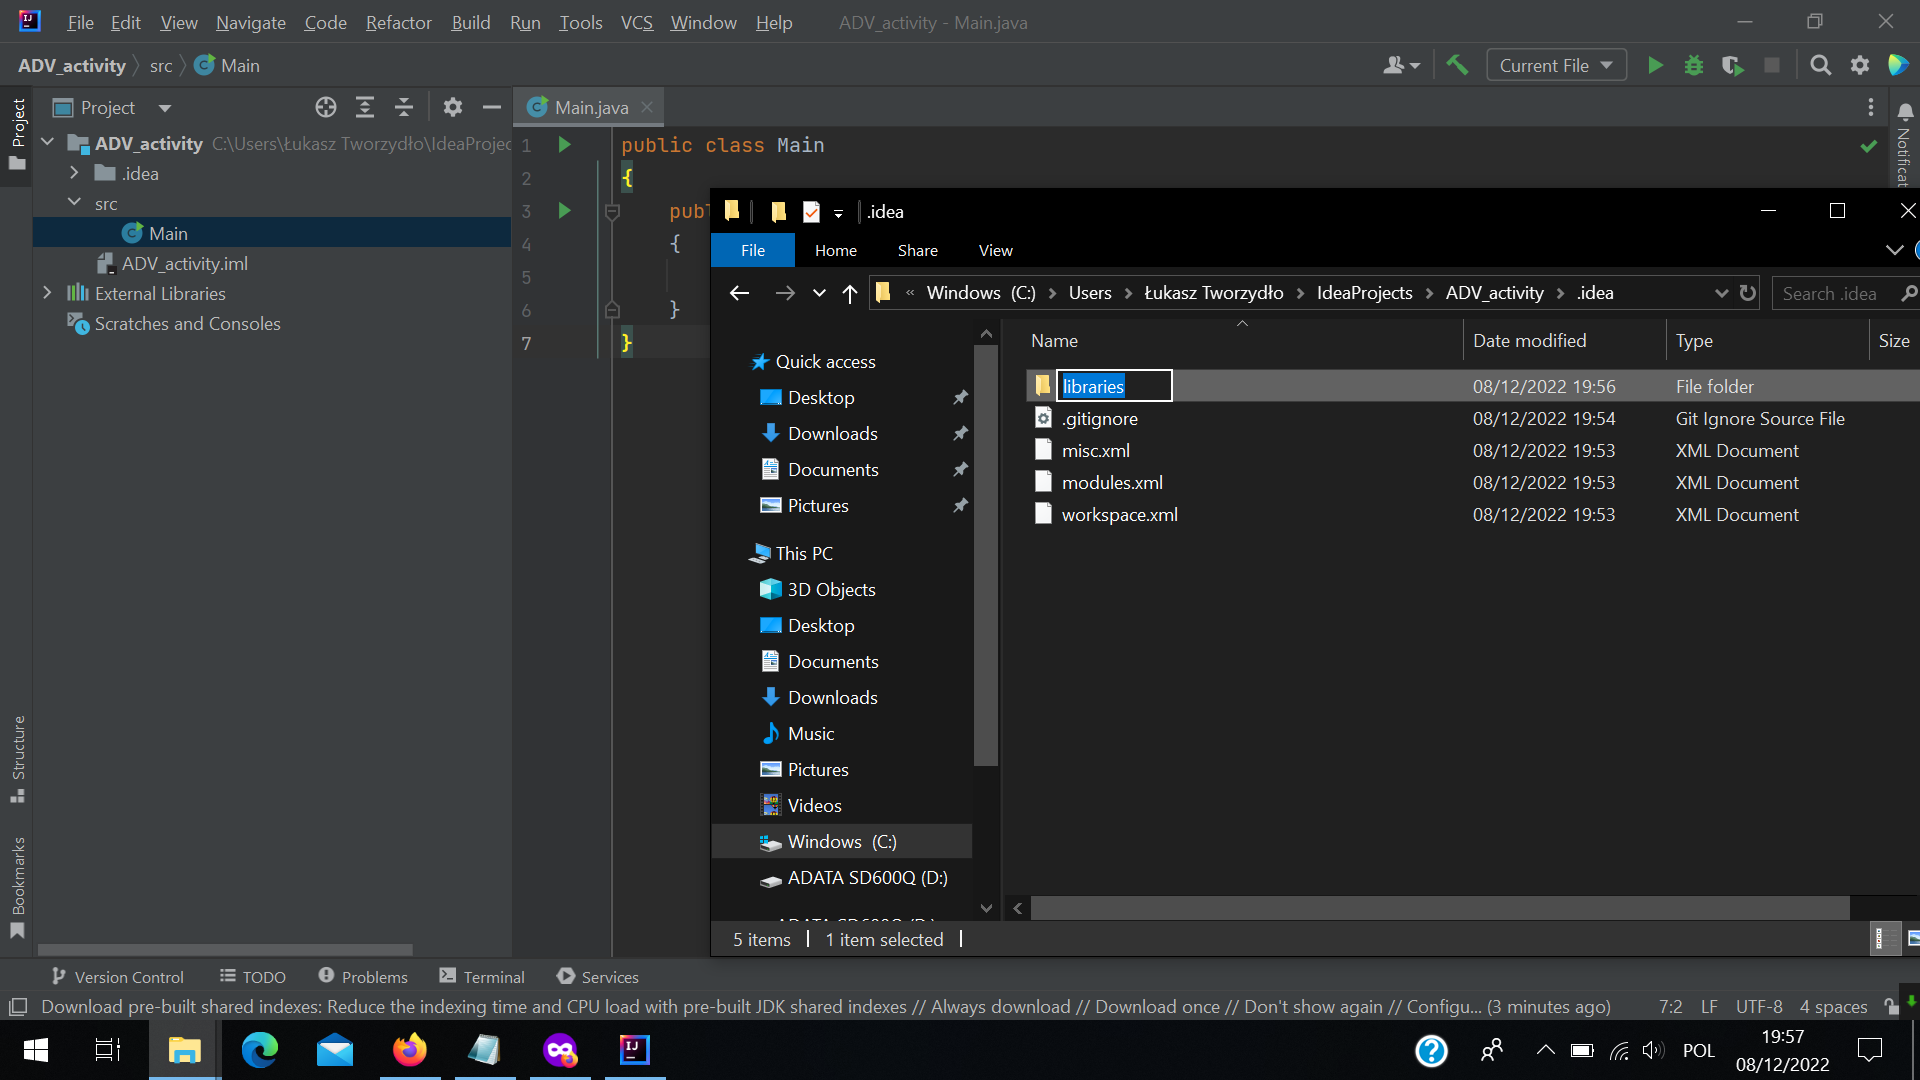 File Edit View Navigate Code Refactor Build Run Tools VCS Window Help ADV_activity - Main.java
ADV_activity src Main
Current File
Project
Project
Main.java
ADV_activity C:\Users\Łukasz Tworzydło\IdeaProjec
.idea
src
Main
ADV_activity.iml
External Libraries
Scratches and Consoles
1 public class Main
2 {
3 publ
4 {
5
6 }
7 }
Notificat
.idea
File Home Share View
« Windows (C:) Users Łukasz Tworzydło IdeaProjects ADV_activity .idea
Search .idea
Name Date modified Type Size
libraries 08/12/2022 19:56 File folder
.gitignore 08/12/2022 19:54 Git Ignore Source File
misc.xml 08/12/2022 19:53 XML Document
modules.xml 08/12/2022 19:53 XML Document
workspace.xml 08/12/2022 19:53 XML Document
Quick access
Desktop
Downloads
Documents
Pictures
This PC
3D Objects
Desktop
Documents
Downloads
Music
Pictures
Videos
Windows (C:)
ADATA SD600Q (D:)
5 items 1 item selected
Structure
Bookmarks
Version Control TODO Problems Terminal Services
Download pre-built shared indexes: Reduce the indexing time and CPU load with pre-built JDK shared indexes // Always download // Download once // Don't show again // Configu... (3 minutes ago) 7:2 LF UTF-8 4 spaces
POL
19:57
08/12/2022